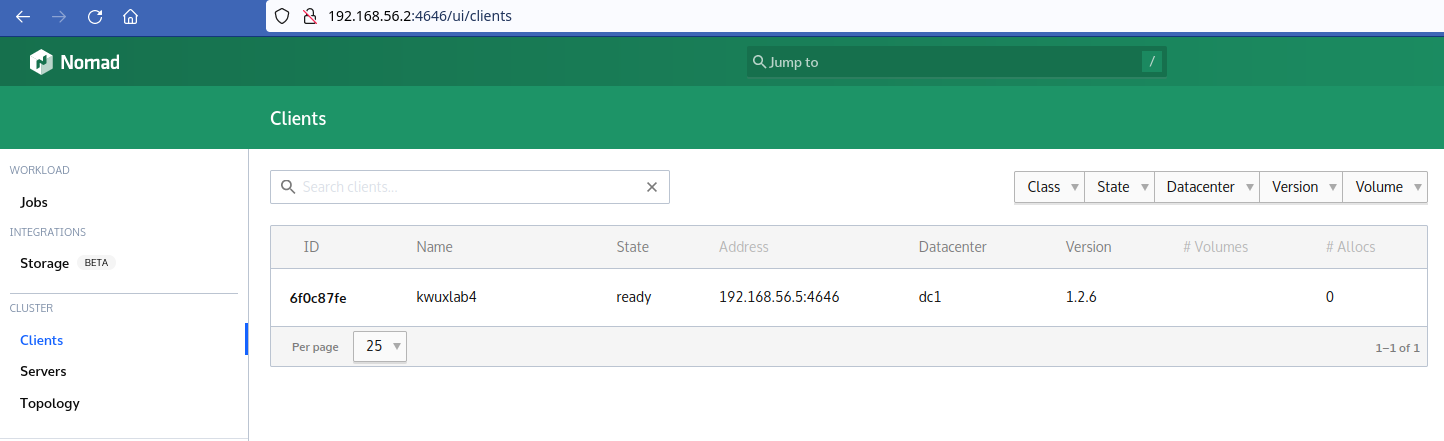 192.168.56.2:4646/ui/clients
Nomad
Jump to /
Clients
WORKLOAD
Jobs
INTEGRATIONS
Storage BETA
CLUSTER
Clients
Servers
Topology
Search clients...
Class State Datacenter Version Volume
ID Name State Address Datacenter Version # Volumes # Allocs
6f0c87fe kwuxlab4 ready 192.168.56.5:4646 dc1 1.2.6 0
Per page 25 1–1 of 1